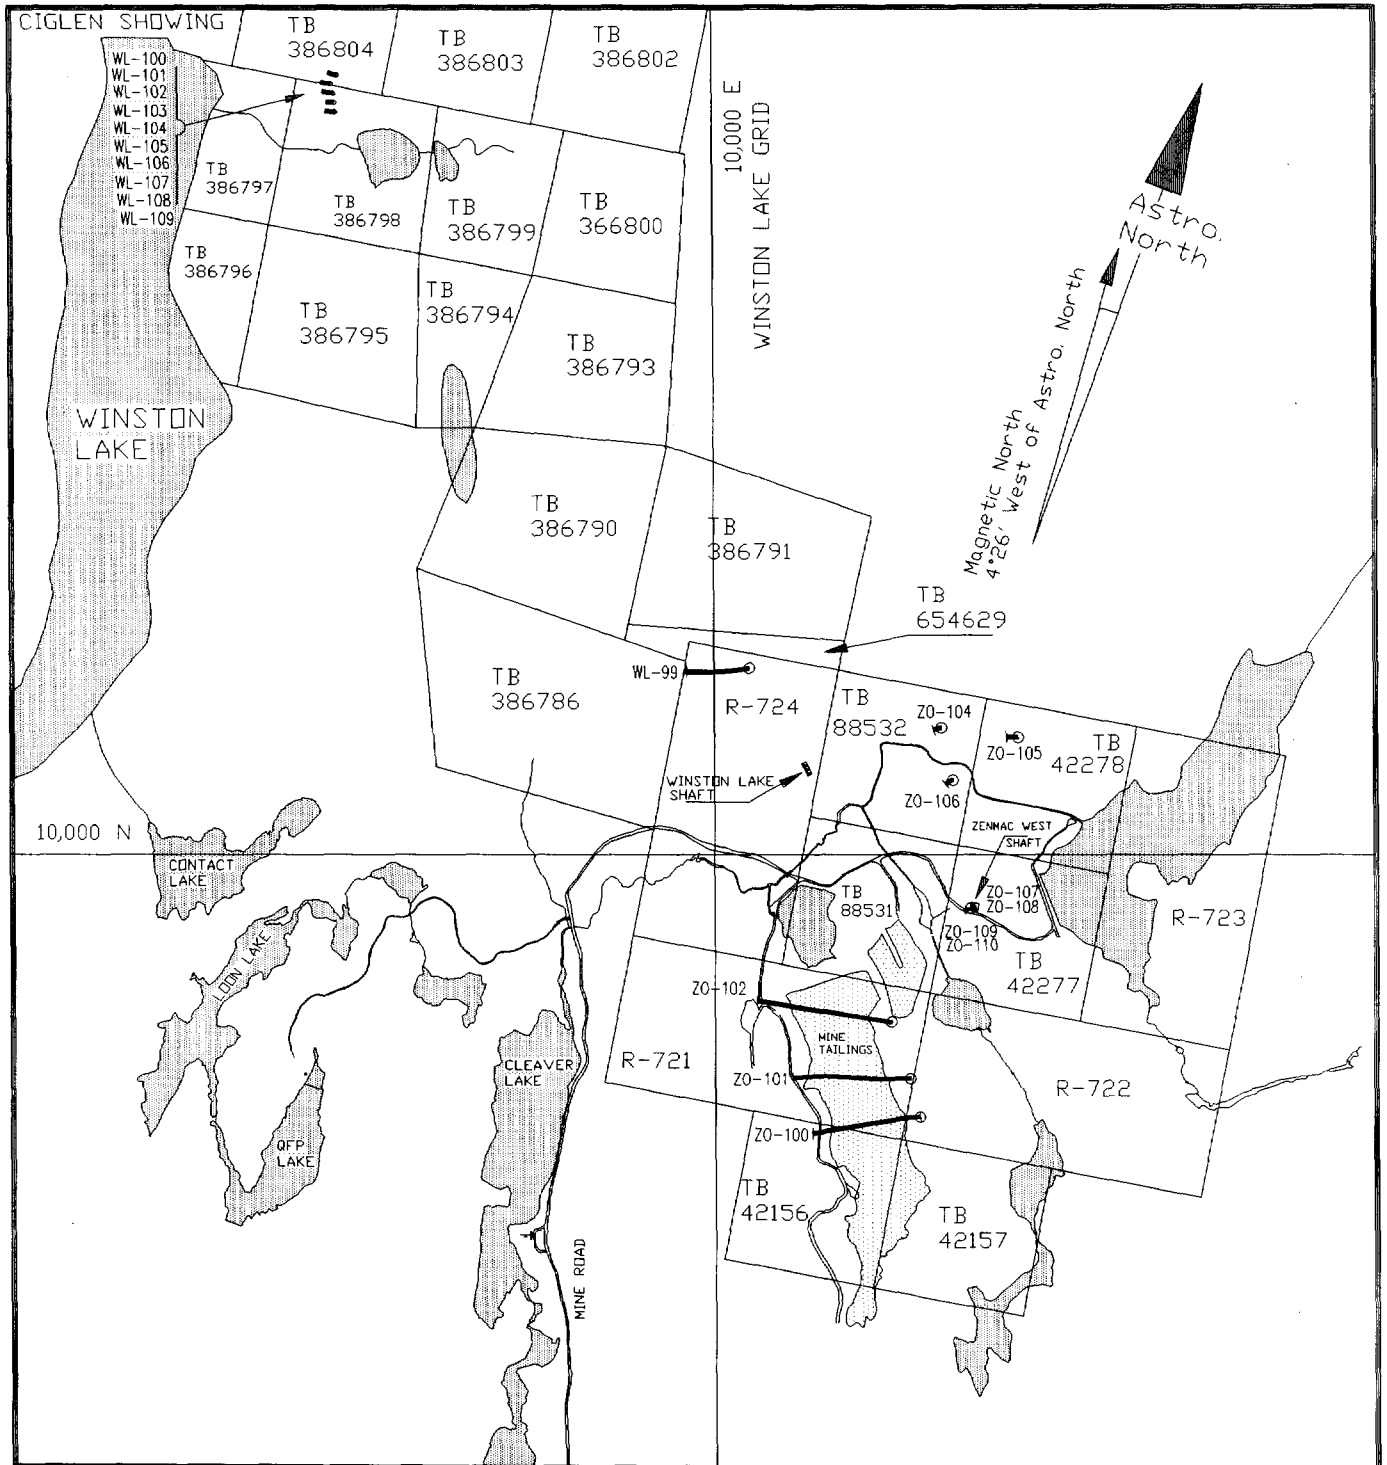 CIGLEN SHOWING
TB
386804
TB
386803
TB
386802
WL-100
WL-101
WL-102
WL-103
WL-104
WL-105
WL-106
WL-107
WL-108
WL-109
10,000 E
WINSTON LAKE GRID
TB
386797
TB
386798
TB
386799
TB
366800
TB
386796
TB
386795
TB
386794
TB
386793
Astro.
North
Magnetic North
4°26' West of Astro. North
WINSTON
LAKE
TB
386790
TB
386791
TB
654629
WL-99
TB
386786
R-724
TB
88532
ZO-104
ZO-105
TB
42278
WINSTON LAKE
SHAFT
ZO-106
10,000 N
ZENMAC WEST
SHAFT
CONTACT
LAKE
TB
88531
ZO-107
ZO-108
ZO-109
ZO-110
R-723
LOON LAKE
TB
42277
ZO-102
MINE
TAILINGS
R-721
CLEAVER
LAKE
ZO-101
R-722
ZO-100
QFP
LAKE
TB
42156
TB
42157
MINE ROAD